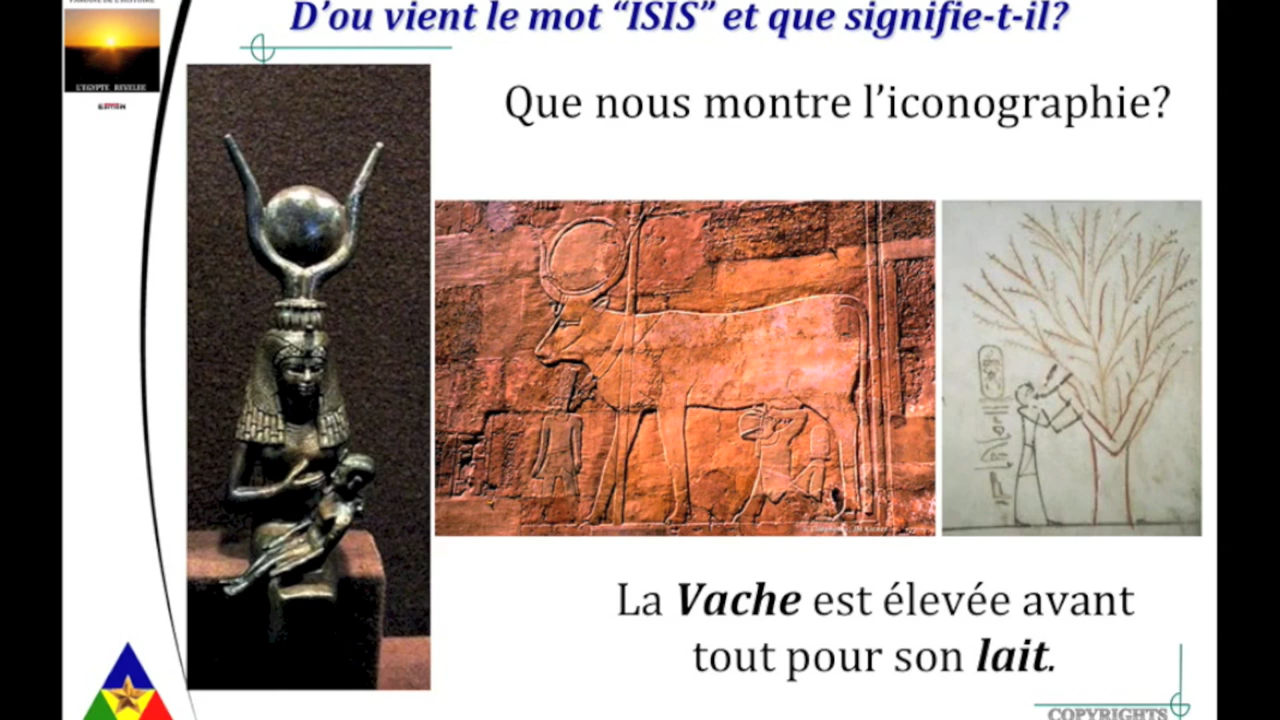 D'ou vient le mot “ISIS” et que signifie-t-il?
L'EGYPTE REVELEE
Que nous montre l'iconographie?
La Vache est élevée avant
tout pour son lait.
COPYRIGHTS